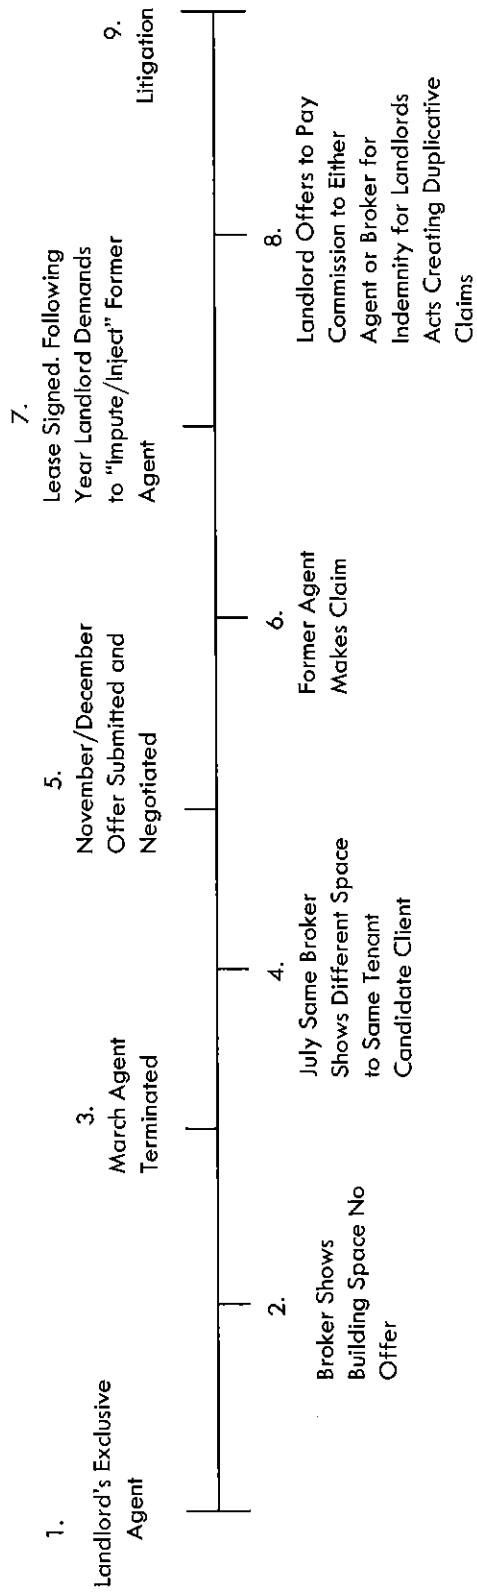 1.
Landlord's Exclusive
Agent
2.
Broker Shows
Building Space No
Offer
3.
March Agent
Terminated
4.
July Same Broker
Shows Different Space
to Same Tenant
Candidate Client
5.
November/December
Offer Submitted and
Negotiated
6.
Former Agent
Makes Claim
7.
Lease Signed. Following
Year Landlord Demands
to "Impute/Inject" Former
Agent
8.
Landlord Offers to Pay
Commission to Either
Agent or Broker for
Indemnity for Landlords
Acts Creating Duplicative
Claims
9.
Litigation